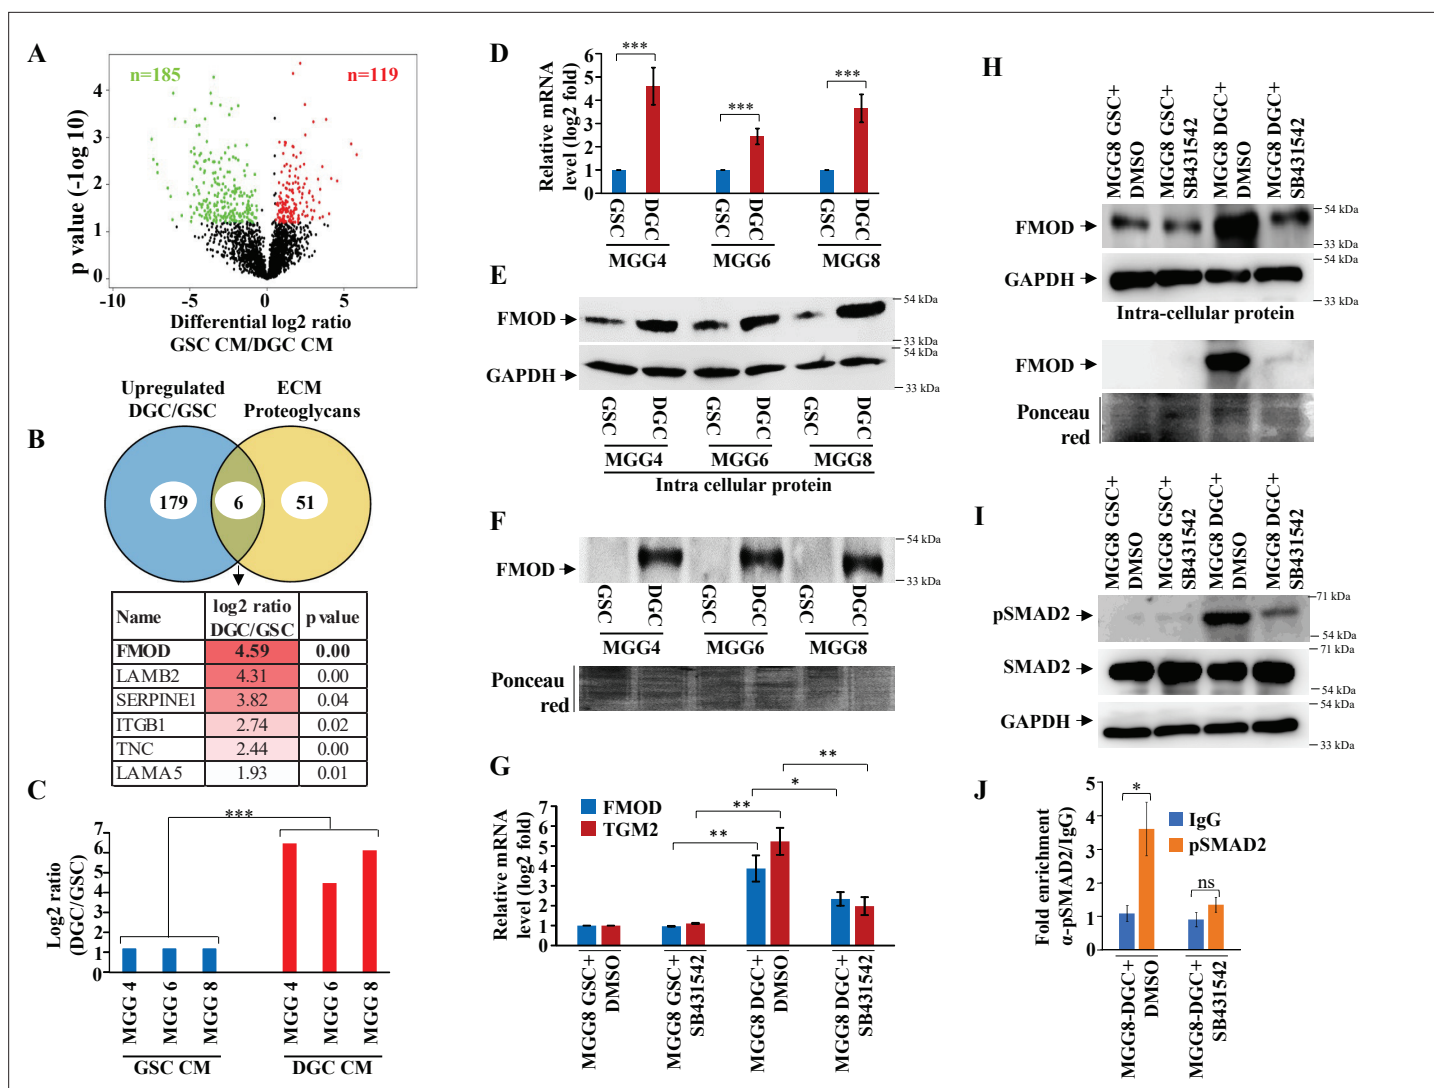 A
n=185
n=119
p value (-log 10)
4
3
2
1
0
-10
-5
0
5
Differential log2 ratio
GSC CM/DGC CM
B
Upregulated
DGC/GSC
ECM
Proteoglycans
179
6
51
Name
log2 ratio
DGC/GSC
p value
FMOD 4.59 0.00
LAMB2 4.31 0.00
SERPINE1 3.82 0.04
ITGB1 2.74 0.02
TNC 2.44 0.00
LAMA5 1.93 0.01
C
***
Log2 ratio
(DGC/GSC)
7
6
5
4
3
2
1
1
MGG 4
MGG 6
MGG 8
MGG 4
MGG 6
MGG 8
GSC CM
DGC CM
D
Relative mRNA
level (log2 fold)
6
5
4
3
2
1
0
***
***
***
GSC
DGC
GSC
DGC
GSC
DGC
MGG4
MGG6
MGG8
E
FMOD
54 kDa
33 kDa
GAPDH
54 kDa
33 kDa
GSC
DGC
GSC
DGC
GSC
DGC
MGG4
MGG6
MGG8
Intra cellular protein
F
FMOD
54 kDa
33 kDa
GSC
DGC
GSC
DGC
GSC
DGC
MGG4
MGG6
MGG8
Ponceau
red
G
FMOD
TGM2
Relative mRNA
level (log2 fold)
7
6
5
4
3
2
1
0
**
**
*
**
MGG8 GSC+
DMSO
MGG8 GSC+
SB431542
MGG8 DGC+
DMSO
MGG8 DGC+
SB431542
H
MGG8 GSC+
DMSO
MGG8 GSC+
SB431542
MGG8 DGC+
DMSO
MGG8 DGC+
SB431542
FMOD
54 kDa
33 kDa
GAPDH
54 kDa
33 kDa
Intra-cellular protein
FMOD
Ponceau
red
I
MGG8 GSC+
DMSO
MGG8 GSC+
SB431542
MGG8 DGC+
DMSO
MGG8 DGC+
SB431542
pSMAD2
71 kDa
54 kDa
SMAD2
71 kDa
54 kDa
GAPDH
54 kDa
33 kDa
J
Fold enrichment
α-pSMAD2/IgG
5
4
3
2
1
0
*
ns
IgG
pSMAD2
MGG8-DGC+
DMSO
MGG8-DGC+
SB431542